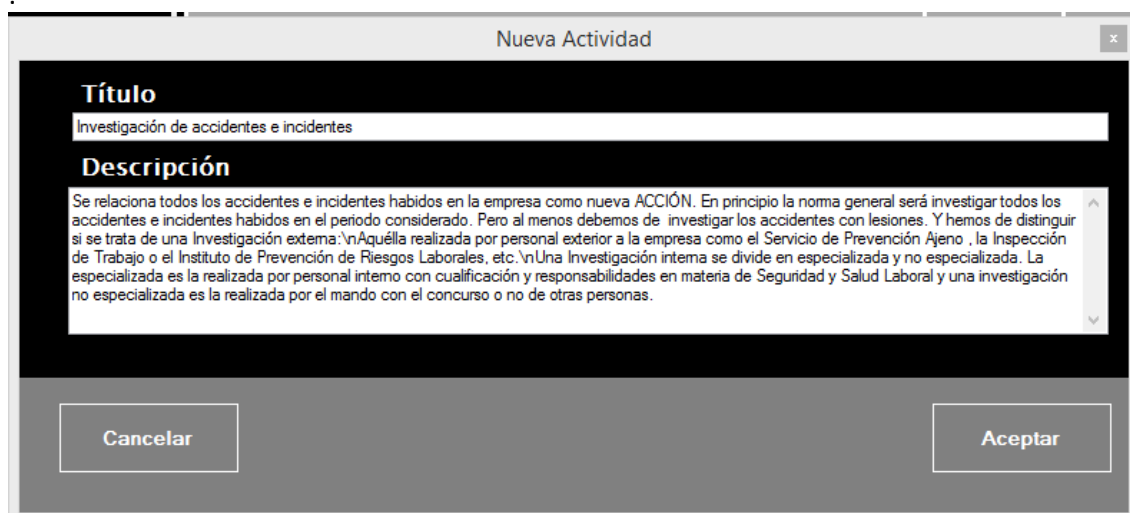 .
Nueva Actividad
x
Título
Investigación de accidentes e incidentes
Descripción
Se relaciona todos los accidentes e incidentes habidos en la empresa como nueva ACCIÓN. En principio la norma general será investigar todos los
accidentes e incidentes habidos en el periodo considerado. Pero al menos debemos de  investigar los accidentes con lesiones. Y hemos de distinguir
si se trata de una Investigación externa:\nAquélla realizada por personal exterior a la empresa como el Servicio de Prevención Ajeno , la Inspección
de Trabajo o el Instituto de Prevención de Riesgos Laborales, etc.\nUna Investigación interna se divide en especializada y no especializada. La
especializada es la realizada por personal interno con cualificación y responsabilidades en materia de Seguridad y Salud Laboral y una investigación
no especializada es la realizada por el mando con el concurso o no de otras personas.
Cancelar
Aceptar